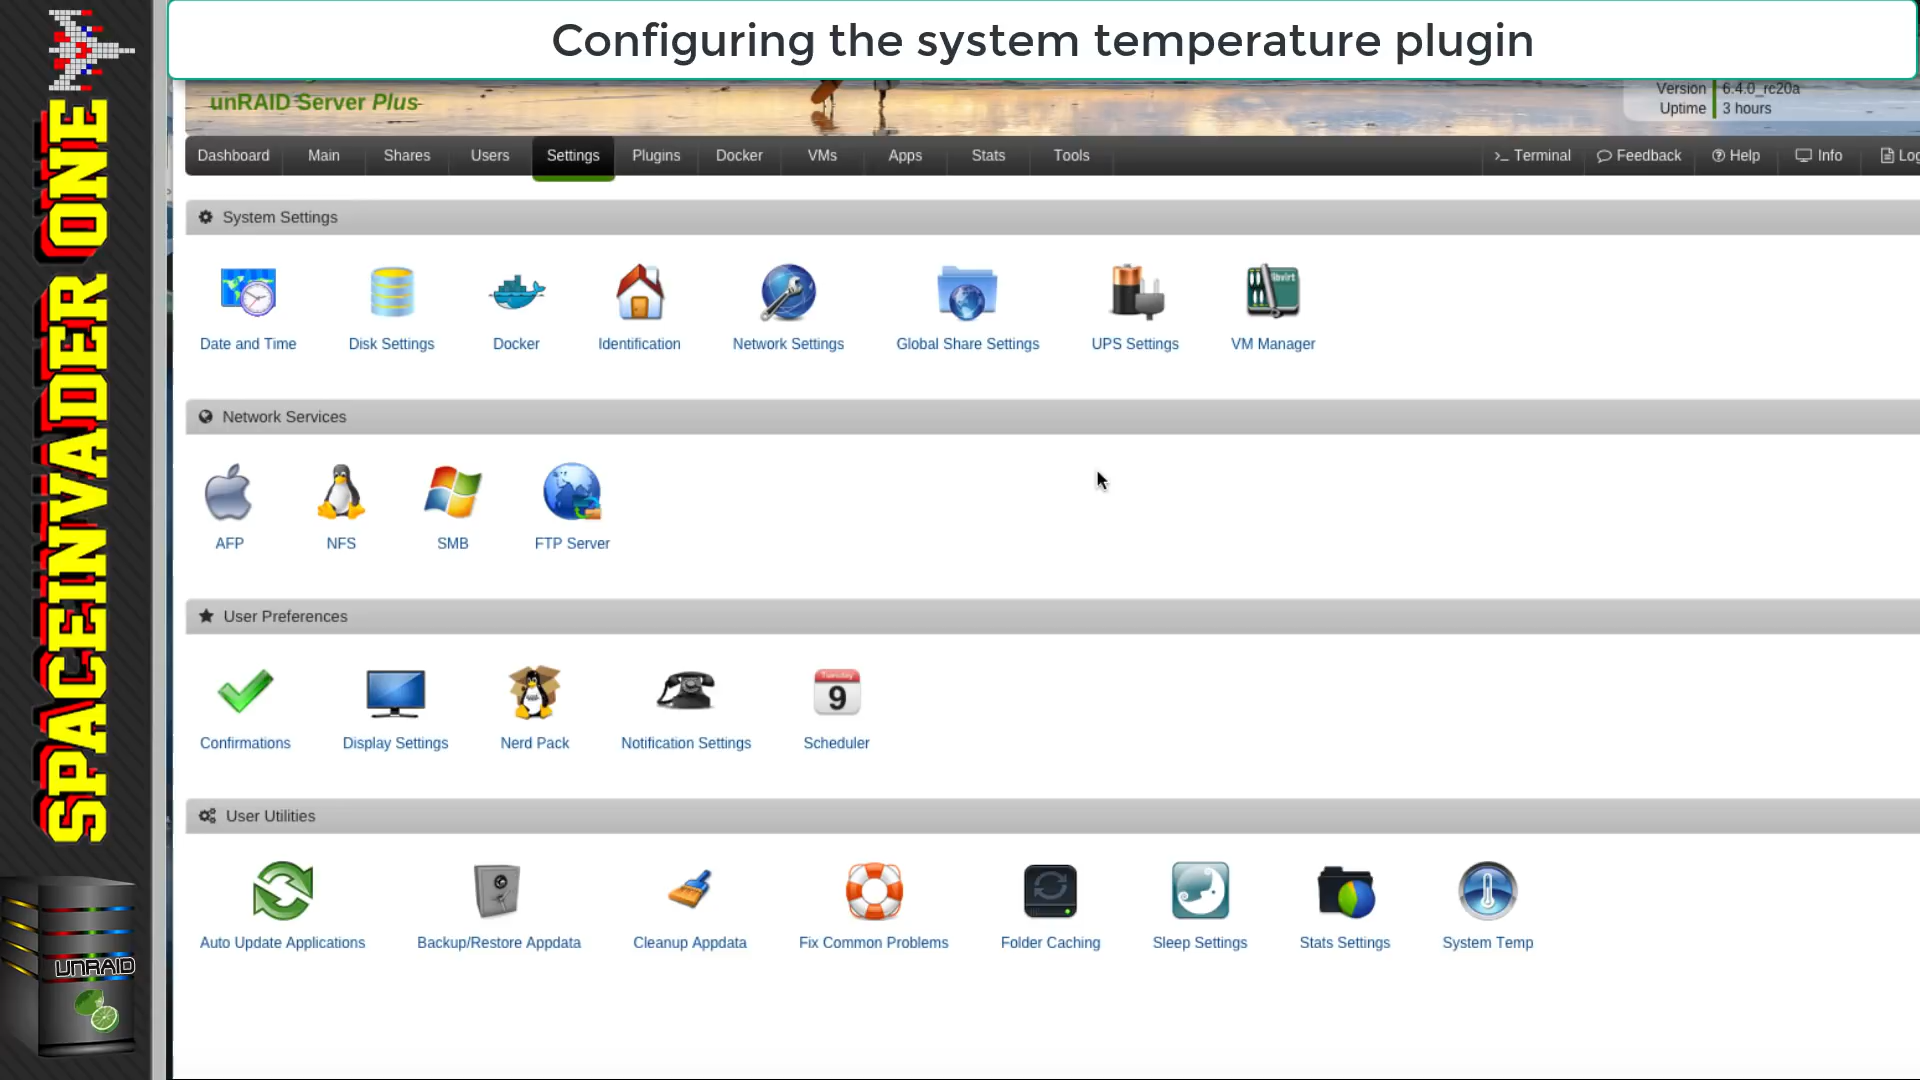 Configuring the system temperature plugin
SPACEINVADER ONE
unRAID Server Plus
Version 6.4.0_rc20a
Uptime 3 hours
Dashboard Main Shares Users Settings Plugins Docker VMs Apps Stats Tools >_ Terminal Feedback Help Info Log
System Settings
Date and Time Disk Settings Docker Identification Network Settings Global Share Settings UPS Settings VM Manager
Network Services
AFP NFS SMB FTP Server
User Preferences
Tuesday
9
Confirmations Display Settings Nerd Pack Notification Settings Scheduler
User Utilities
Auto Update Applications Backup/Restore Appdata Cleanup Appdata Fix Common Problems Folder Caching Sleep Settings Stats Settings System Temp
UNRAID